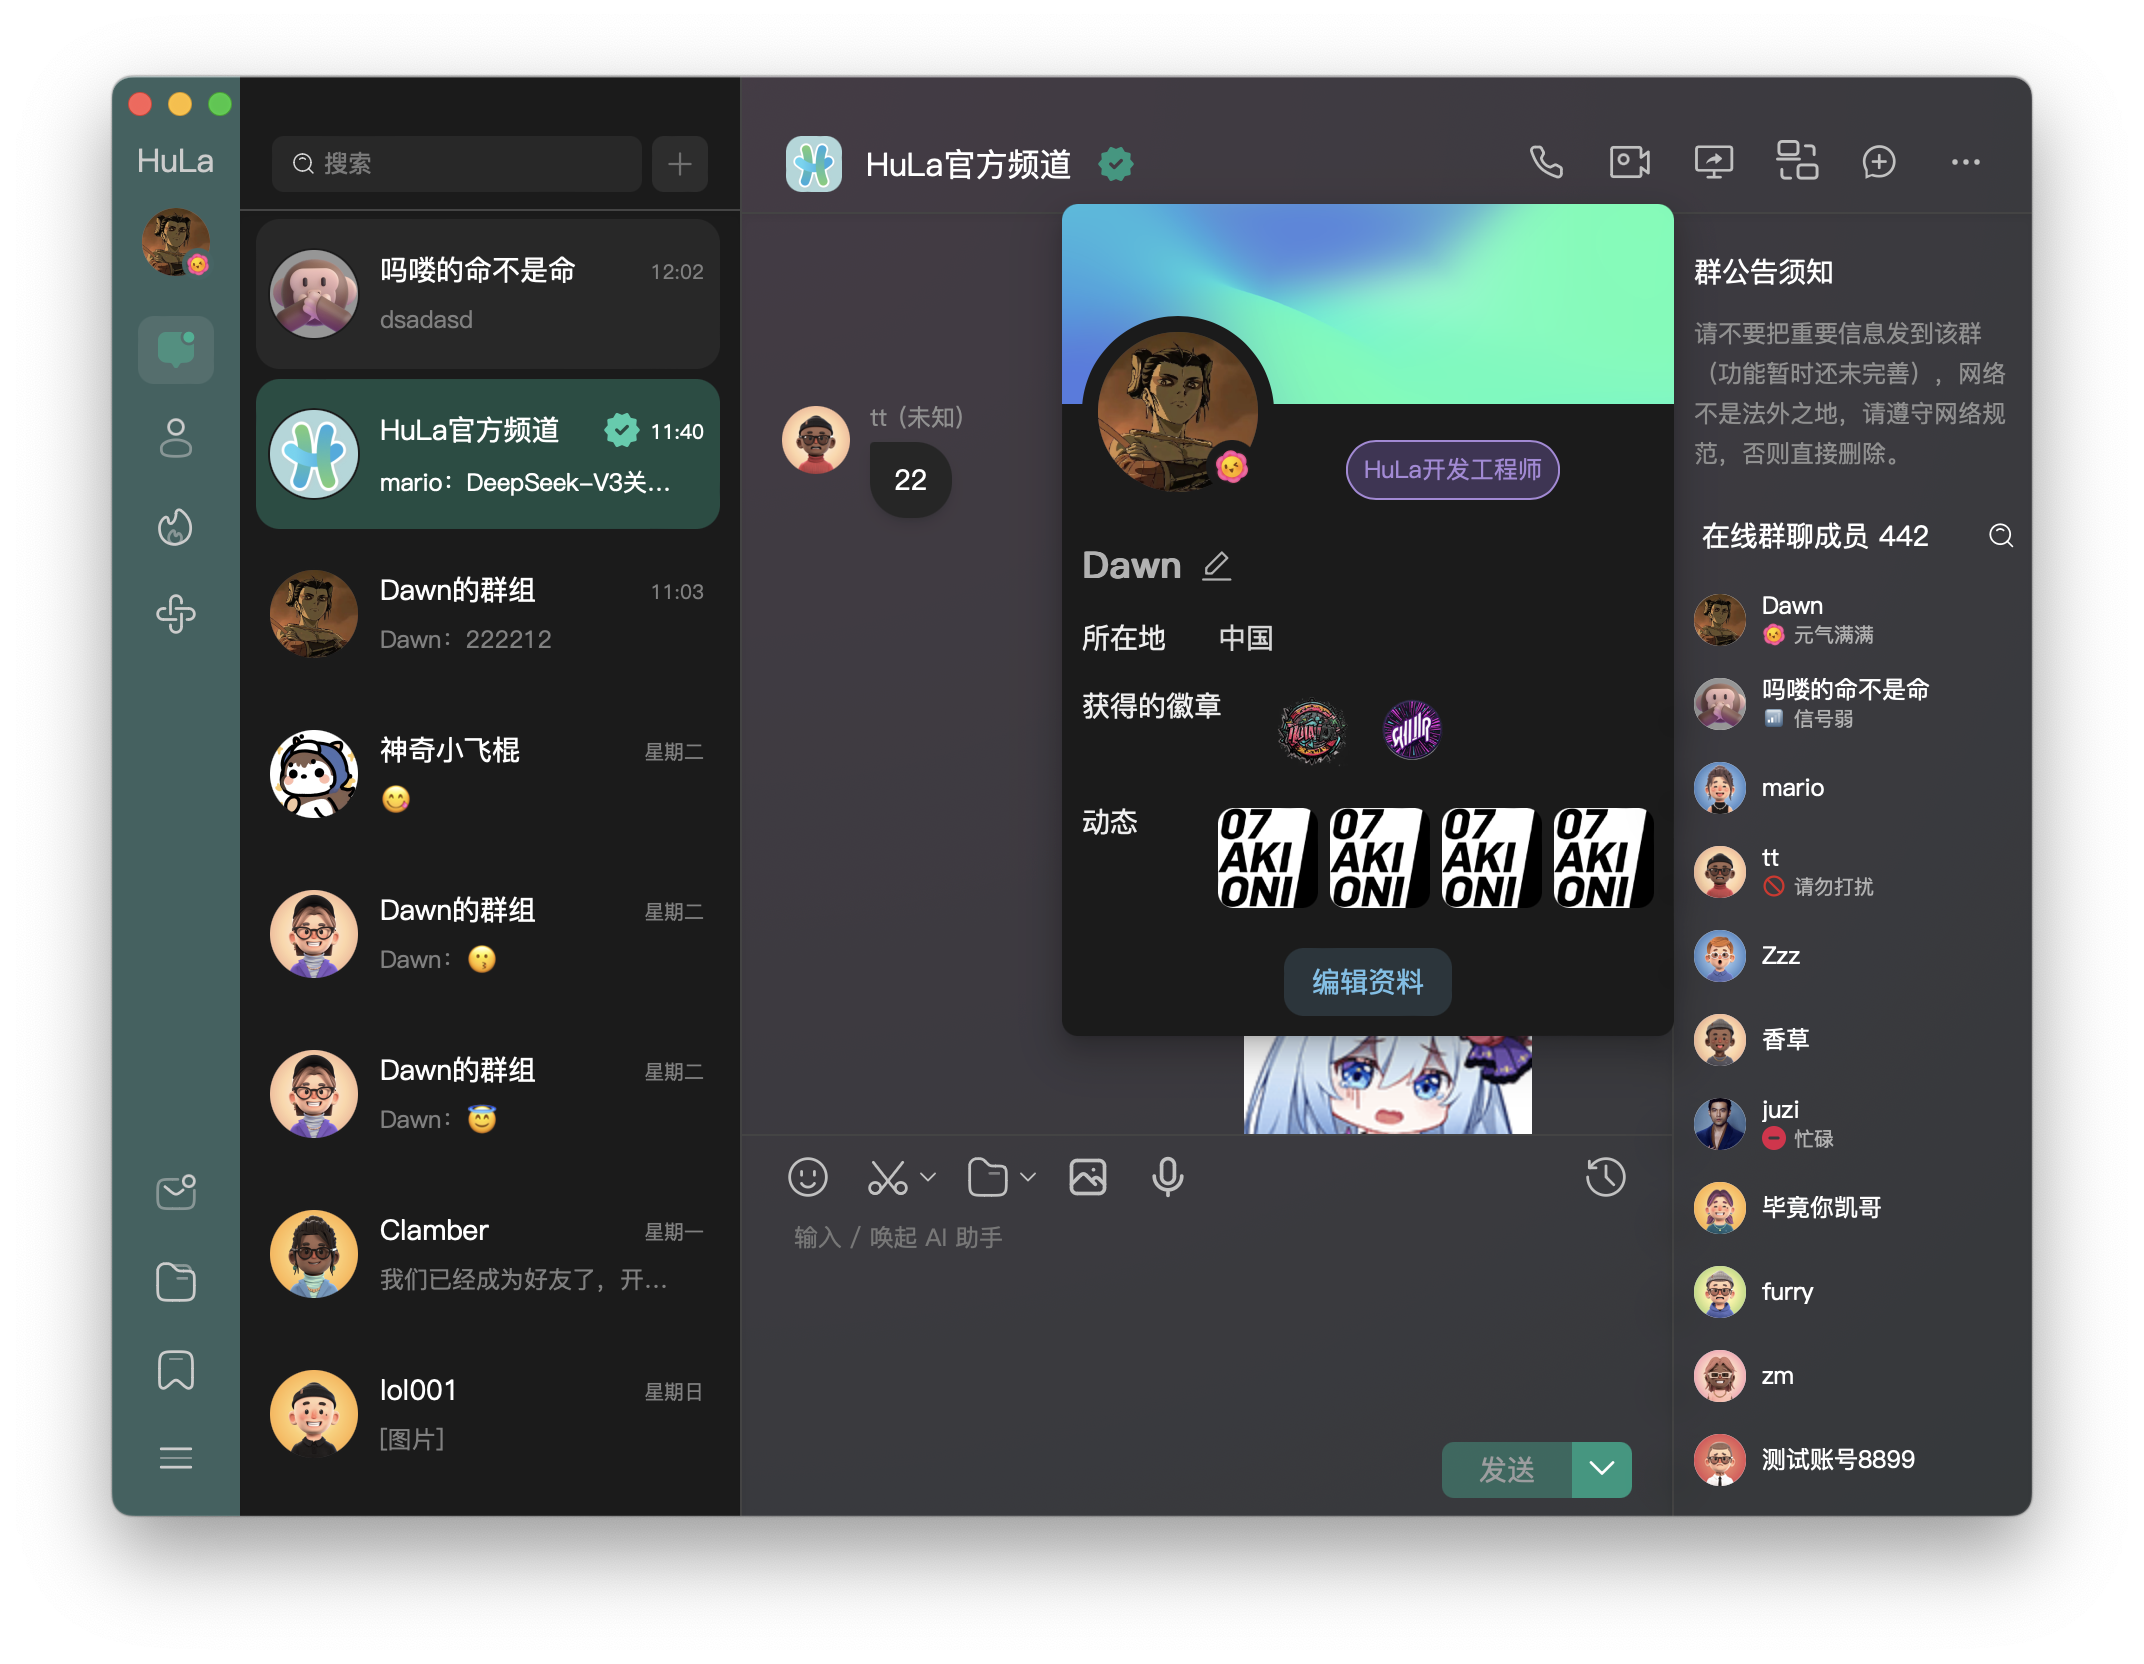 HuLa
搜索
吗喽的命不是命
12:02
dsadasd
HuLa官方频道
11:40
mario：DeepSeek-V3关...
Dawn的群组
11:03
Dawn：222212
神奇小飞棍
星期二
Dawn的群组
星期二
Dawn：
Dawn的群组
星期二
Dawn：
Clamber
星期一
我们已经成为好友了，开...
lol001
星期日
[图片]
HuLa官方频道
tt（未知）
22
HuLa开发工程师
Dawn
所在地 中国
获得的徽章
动态
07
AKI
ONI
07
AKI
ONI
07
AKI
ONI
07
AKI
ONI
编辑资料
输入 / 唤起 AI 助手
发送
群公告须知
请不要把重要信息发到该群
（功能暂时还未完善），网络
不是法外之地，请遵守网络规
范，否则直接删除。
在线群聊成员 442
Dawn
元气满满
吗喽的命不是命
信号弱
mario
tt
请勿打扰
Zzz
香草
juzi
忙碌
毕竟你凯哥
furry
zm
测试账号8899